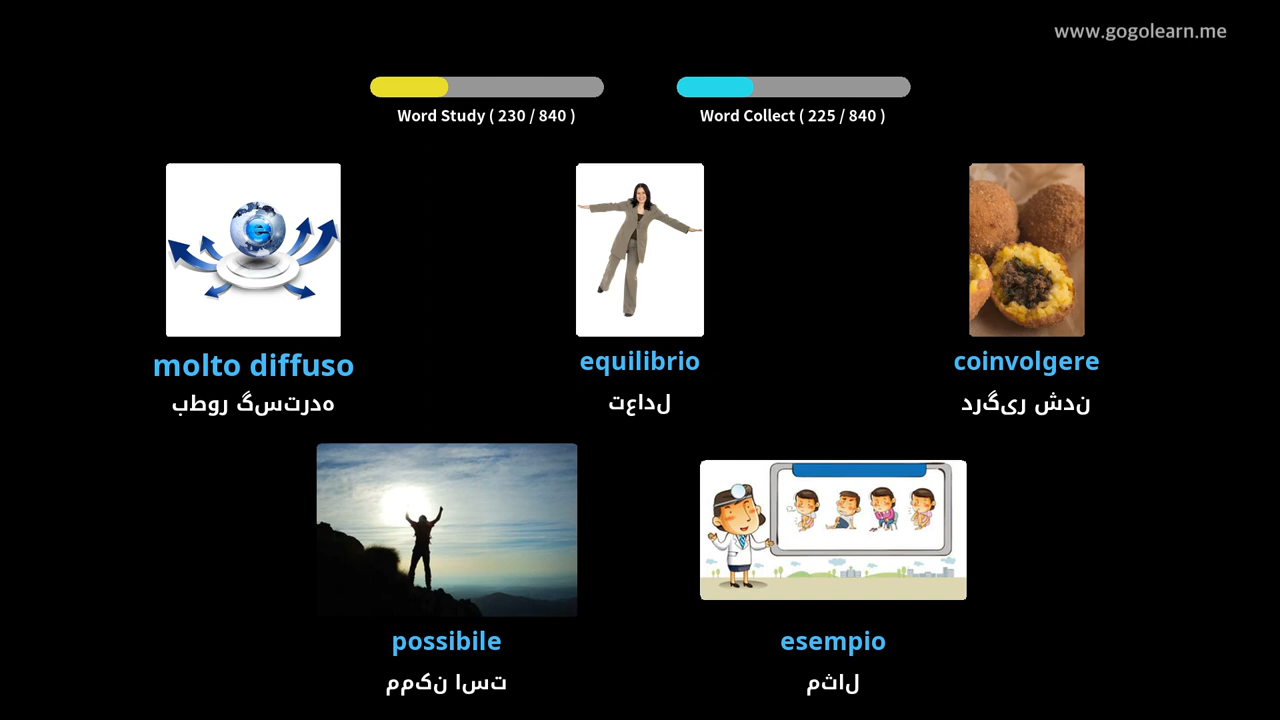 www.gogolearn.me
Word Study ( 230 / 840 )
Word Collect ( 225 / 840 )
molto diffuso
هدرتسگ روطب
equilibrio
لداعت
coinvolgere
ندش ریگرد
possibile
تسا نکمم
esempio
لاثم